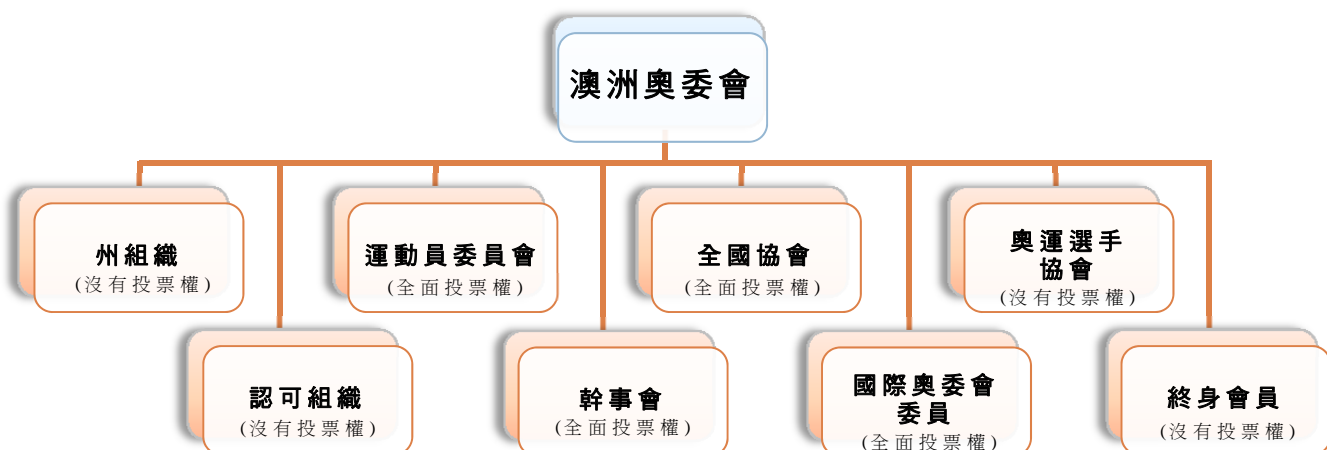 澳洲奧委會
州組織
(沒有投票權)
運動員委員會
(全面投票權)
全國協會
(全面投票權)
奧運選手
協會
(沒有投票權)
認可組織
(沒有投票權)
幹事會
(全面投票權)
國際奧委會
委員
(全面投票權)
終身會員
(沒有投票權)